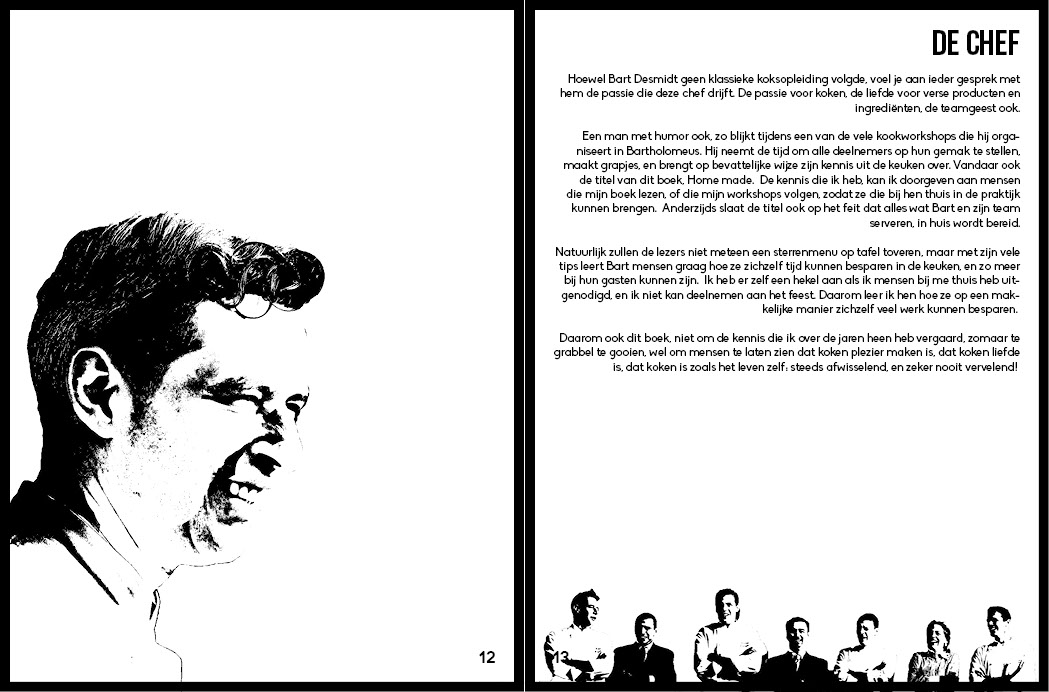 12
DE CHEF
Hoewel Bart Desmidt geen klassieke koksopleiding volgde, voel je aan ieder gesprek met
hem de passie die deze chef drijft. De passie voor koken, de liefde voor verse producten en
ingrediënten, de teamgeest ook.
Een man met humor ook, zo blijkt tijdens een van de vele kookworkshops die hij orga-
niseert in Bartholomeus. Hij neemt de tijd om alle deelnemers op hun gemak te stellen,
maakt grapjes, en brengt op bevattelijke wijze zijn kennis uit de keuken over. Vandaar ook
de titel van dit boek, Home made. De kennis die ik heb, kan ik doorgeven aan mensen
die mijn boek lezen, of die mijn workshops volgen, zodat ze die bij hen thuis in de praktijk
kunnen brengen. Anderzijds slaat de titel ook op het feit dat alles wat Bart en zijn team
serveren, in huis wordt bereid.
Natuurlijk zullen de lezers niet meteen een sterrenmenu op tafel toveren, maar met zijn vele
tips leert Bart mensen graag hoe ze zichzelf tijd kunnen besparen in de keuken, en zo meer
bij hun gasten kunnen zijn. Ik heb er zelf een hekel aan als ik mensen bij me thuis heb uit-
genodigd, en ik niet kan deelnemen aan het feest. Daarom leer ik hen hoe ze op een mak-
kelijke manier zichzelf veel werk kunnen besparen.
Daarom ook dit boek, niet om de kennis die ik over de jaren heen heb vergaard, zomaar te
grabbel te gooien, wel om mensen te laten zien dat koken plezier maken is, dat koken liefde
is, dat koken is zoals het leven zelf: steeds afwisselend, en zeker nooit vervelend!
13